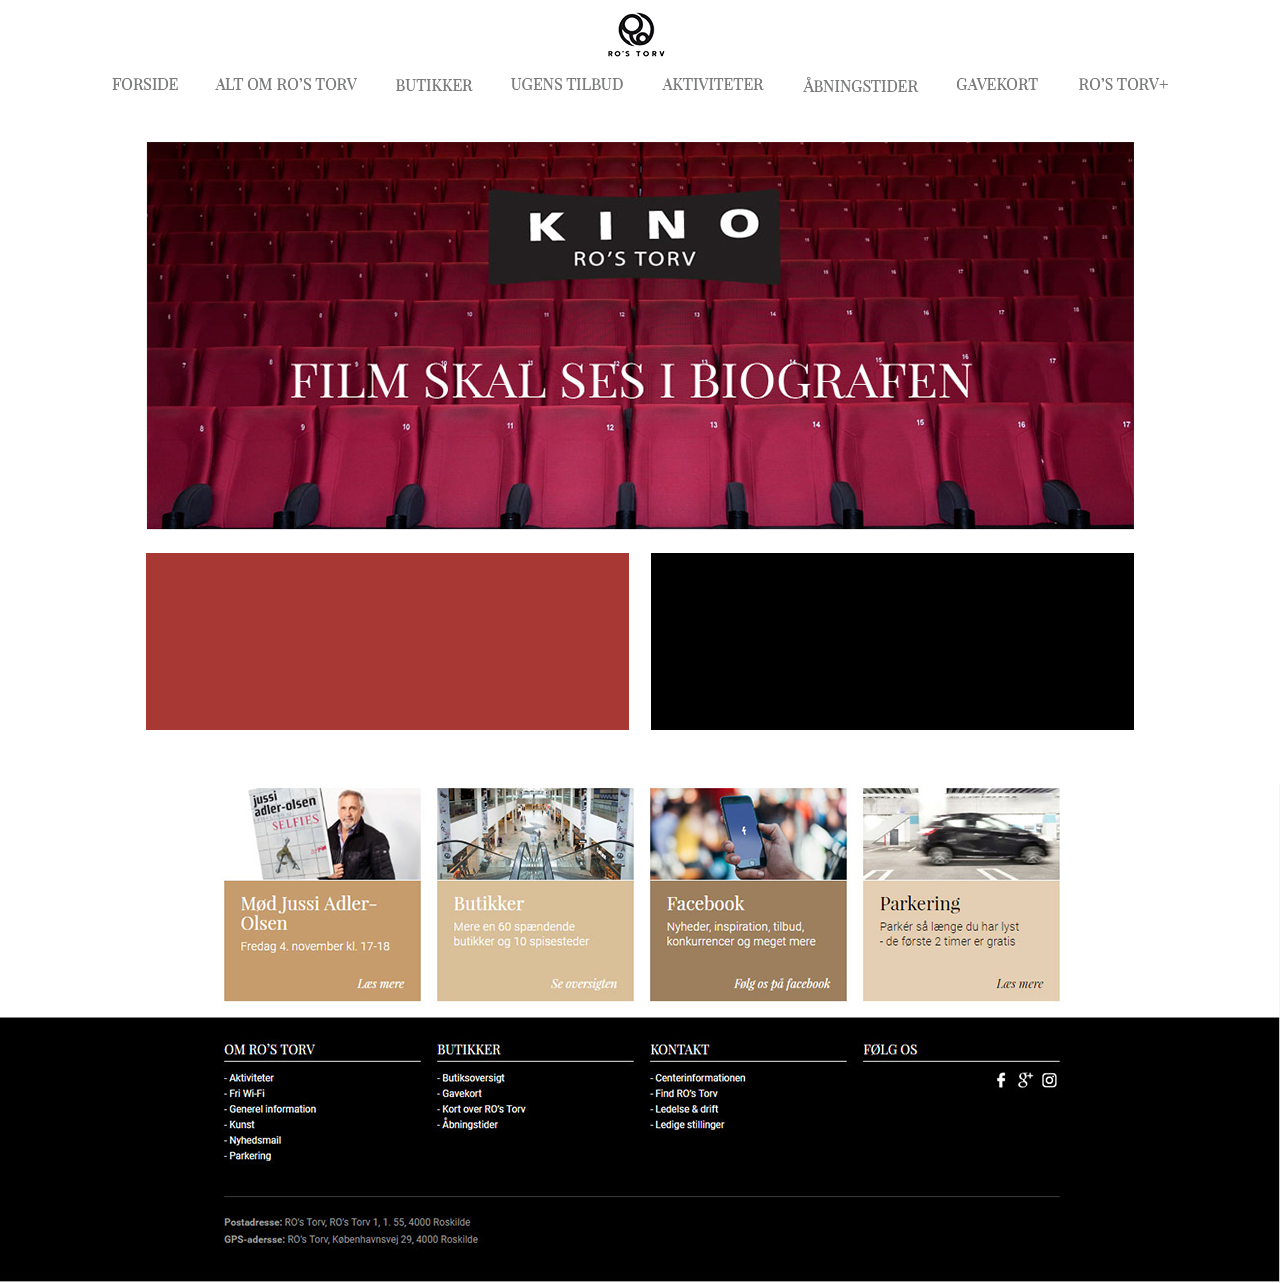 RO'S TORV
FORSIDE ALT OM RO'S TORV BUTIKKER UGENS TILBUD AKTIVITETER ÅBNINGSTIDER GAVEKORT RO'S TORV+
KINO
RO'S TORV
FILM SKAL SES I BIOGRAFEN
jussi
adler-olsen
SELFIES
Mød Jussi Adler-
Olsen
Fredag 4. november kl. 17-18
Læs mere
Butikker
Mere en 60 spændende
butikker og 10 spisesteder
Se oversigten
Facebook
Nyheder, inspiration, tilbud,
konkurrencer og meget mere
Følg os på facebook
Parkering
Parkér så længe du har lyst
- de første 2 timer er gratis
Læs mere
OM RO'S TORV
- Aktiviteter
- Fri Wi-Fi
- Generel information
- Kunst
- Nyhedsmail
- Parkering
BUTIKKER
- Butiksoversigt
- Gavekort
- Kort over RO's Torv
- Åbningstider
KONTAKT
- Centerinformationen
- Find RO's Torv
- Ledelse & drift
- Ledige stillinger
FØLG OS
Postadresse: RO's Torv, RO's Torv 1, 1. 55, 4000 Roskilde
GPS-adersse: RO's Torv, Københavnsvej 29, 4000 Roskilde